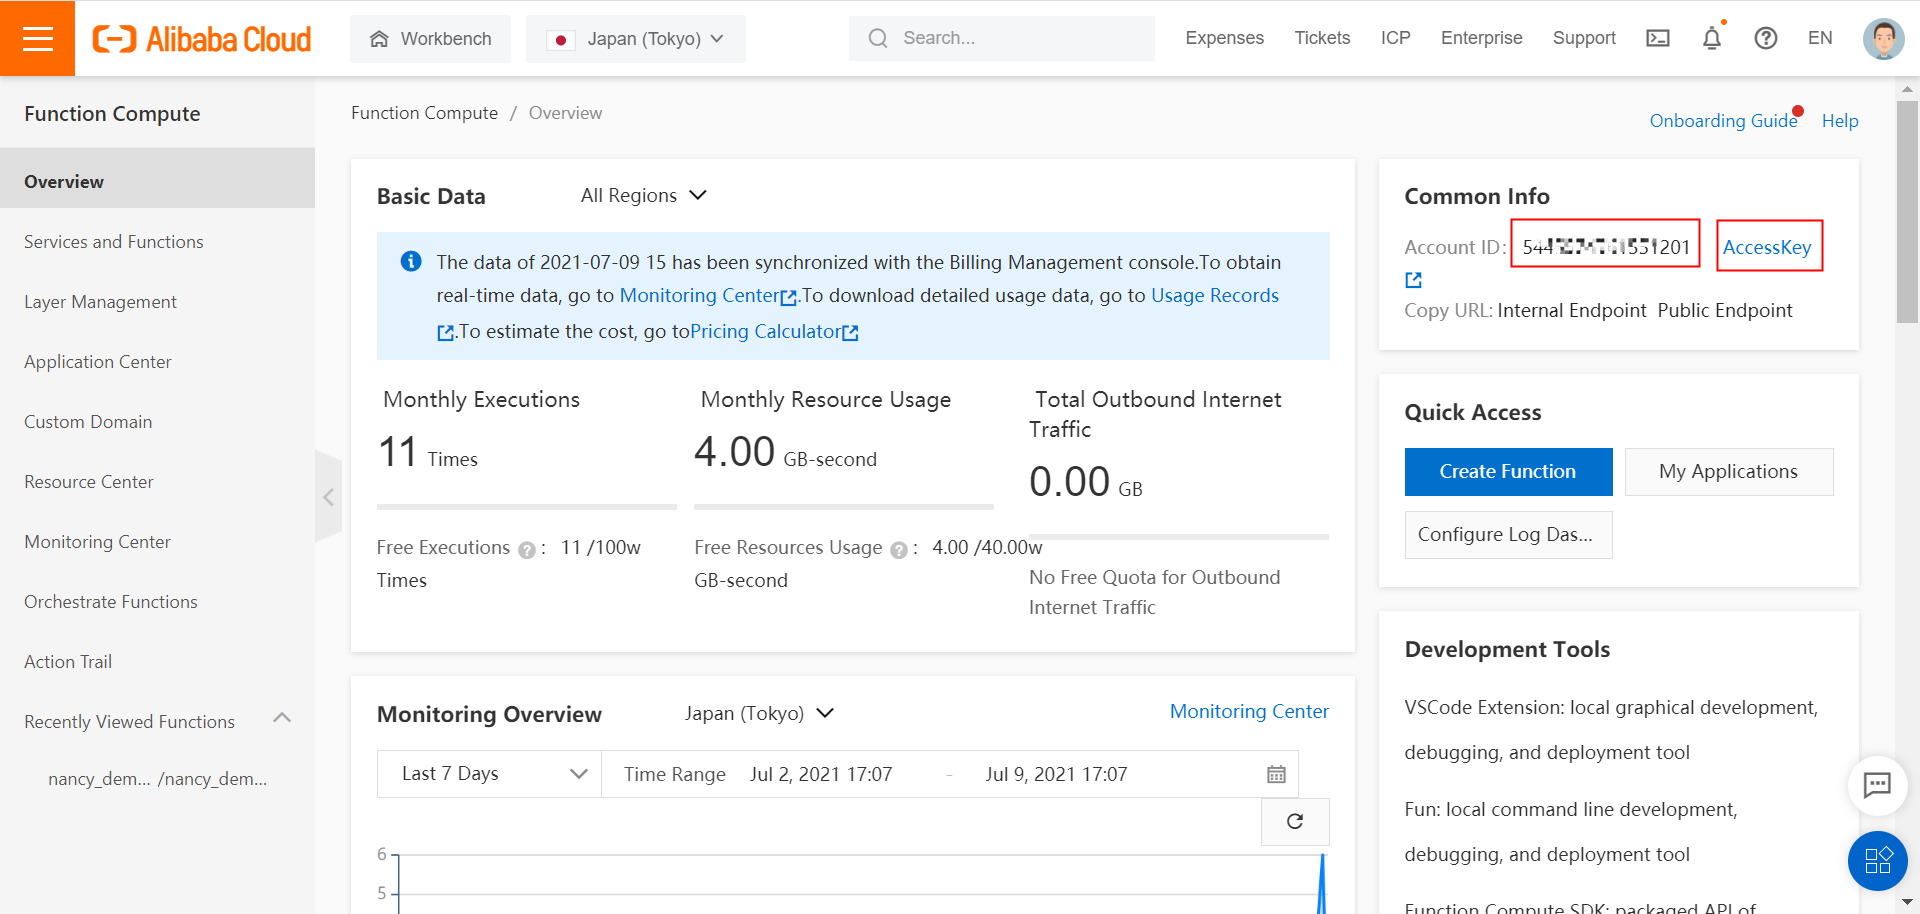 Alibaba Cloud
Workbench
Japan (Tokyo)
Search...
Expenses
Tickets
ICP
Enterprise
Support
EN
Function Compute
Overview
Services and Functions
Layer Management
Application Center
Custom Domain
Resource Center
Monitoring Center
Orchestrate Functions
Action Trail
Recently Viewed Functions
nancy_dem... /nancy_dem...
Function Compute / Overview
Onboarding Guide
Help
Basic Data
All Regions
The data of 2021-07-09 15 has been synchronized with the Billing Management console.To obtain
real-time data, go to Monitoring Center.To download detailed usage data, go to Usage Records
.To estimate the cost, go toPricing Calculator
Monthly Executions
11 Times
Free Executions ? : 11 /100w
Times
Monthly Resource Usage
4.00 GB-second
Free Resources Usage ? : 4.00 /40.00w
GB-second
Total Outbound Internet
Traffic
0.00 GB
No Free Quota for Outbound
Internet Traffic
Monitoring Overview
Japan (Tokyo)
Monitoring Center
Last 7 Days
Time Range Jul 2, 2021 17:07 - Jul 9, 2021 17:07
6
5
Common Info
Account ID: AccessKey
Copy URL: Internal Endpoint Public Endpoint
Quick Access
Create Function
My Applications
Configure Log Das...
Development Tools
VSCode Extension: local graphical development,
debugging, and deployment tool
Fun: local command line development,
debugging, and deployment tool
Function Compute SDK: packaged API of